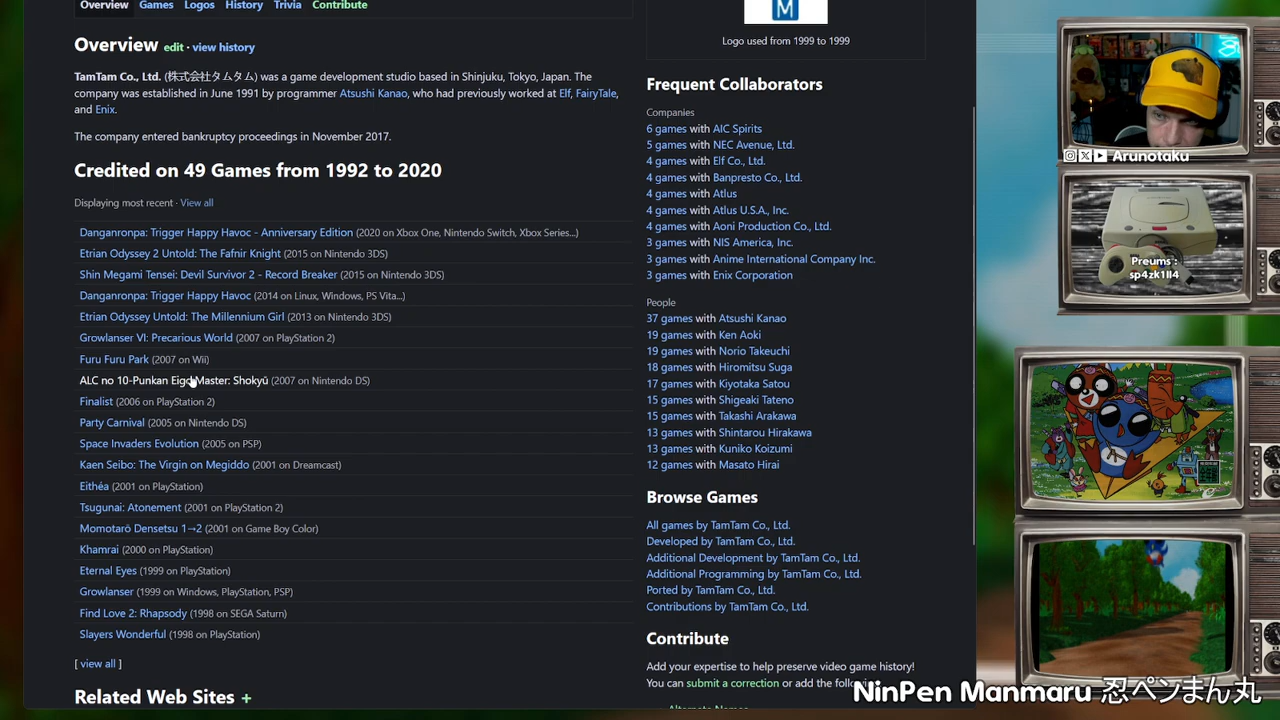 Overview Games Logos History Trivia Contribute
Overview edit · view history
TamTam Co., Ltd. (株式会社タムタム) was a game development studio based in Shinjuku, Tokyo, Japan. The
company was established in June 1991 by programmer Atsushi Kanao, who had previously worked at Elf, FairyTale,
and Enix.
The company entered bankruptcy proceedings in November 2017.
Credited on 49 Games from 1992 to 2020
Displaying most recent · View all
Danganronpa: Trigger Happy Havoc - Anniversary Edition (2020 on Xbox One, Nintendo Switch, Xbox Series...)
Etrian Odyssey 2 Untold: The Fafnir Knight (2015 on Nintendo 3DS)
Shin Megami Tensei: Devil Survivor 2 - Record Breaker (2015 on Nintendo 3DS)
Danganronpa: Trigger Happy Havoc (2014 on Linux, Windows, PS Vita...)
Etrian Odyssey Untold: The Millennium Girl (2013 on Nintendo 3DS)
Growlanser VI: Precarious World (2007 on PlayStation 2)
Furu Furu Park (2007 on Wii)
ALC no 10-Punkan Eigo Master: Shokyū (2007 on Nintendo DS)
Finalist (2006 on PlayStation 2)
Party Carnival (2005 on Nintendo DS)
Space Invaders Evolution (2005 on PSP)
Kaen Seibo: The Virgin on Megiddo (2001 on Dreamcast)
Eithéa (2001 on PlayStation)
Tsugunai: Atonement (2001 on PlayStation 2)
Momotarō Densetsu 1→2 (2001 on Game Boy Color)
Khamrai (2000 on PlayStation)
Eternal Eyes (1999 on PlayStation)
Growlanser (1999 on Windows, PlayStation, PSP)
Find Love 2: Rhapsody (1998 on SEGA Saturn)
Slayers Wonderful (1998 on PlayStation)
[ view all ]
Related Web Sites +
M
Logo used from 1999 to 1999
Frequent Collaborators
Companies
6 games with AIC Spirits
5 games with NEC Avenue, Ltd.
4 games with Elf Co., Ltd.
4 games with Banpresto Co., Ltd.
4 games with Atlus
4 games with Atlus U.S.A., Inc.
4 games with Aoni Production Co., Ltd.
3 games with NIS America, Inc.
3 games with Anime International Company Inc.
3 games with Enix Corporation
People
37 games with Atsushi Kanao
19 games with Ken Aoki
19 games with Norio Takeuchi
18 games with Hiromitsu Suga
17 games with Kiyotaka Satou
15 games with Shigeaki Tateno
15 games with Takashi Arakawa
13 games with Shintarou Hirakawa
13 games with Kuniko Koizumi
12 games with Masato Hirai
Browse Games
All games by TamTam Co., Ltd.
Developed by TamTam Co., Ltd.
Additional Development by TamTam Co., Ltd.
Additional Programming by TamTam Co., Ltd.
Ported by TamTam Co., Ltd.
Contributions by TamTam Co., Ltd.
Contribute
Add your expertise to help preserve video game history!
You can submit a correction or add the
Arunotaku
Preums :
sp4zk1ll4
NinPen Manmaru 忍ペンまん丸